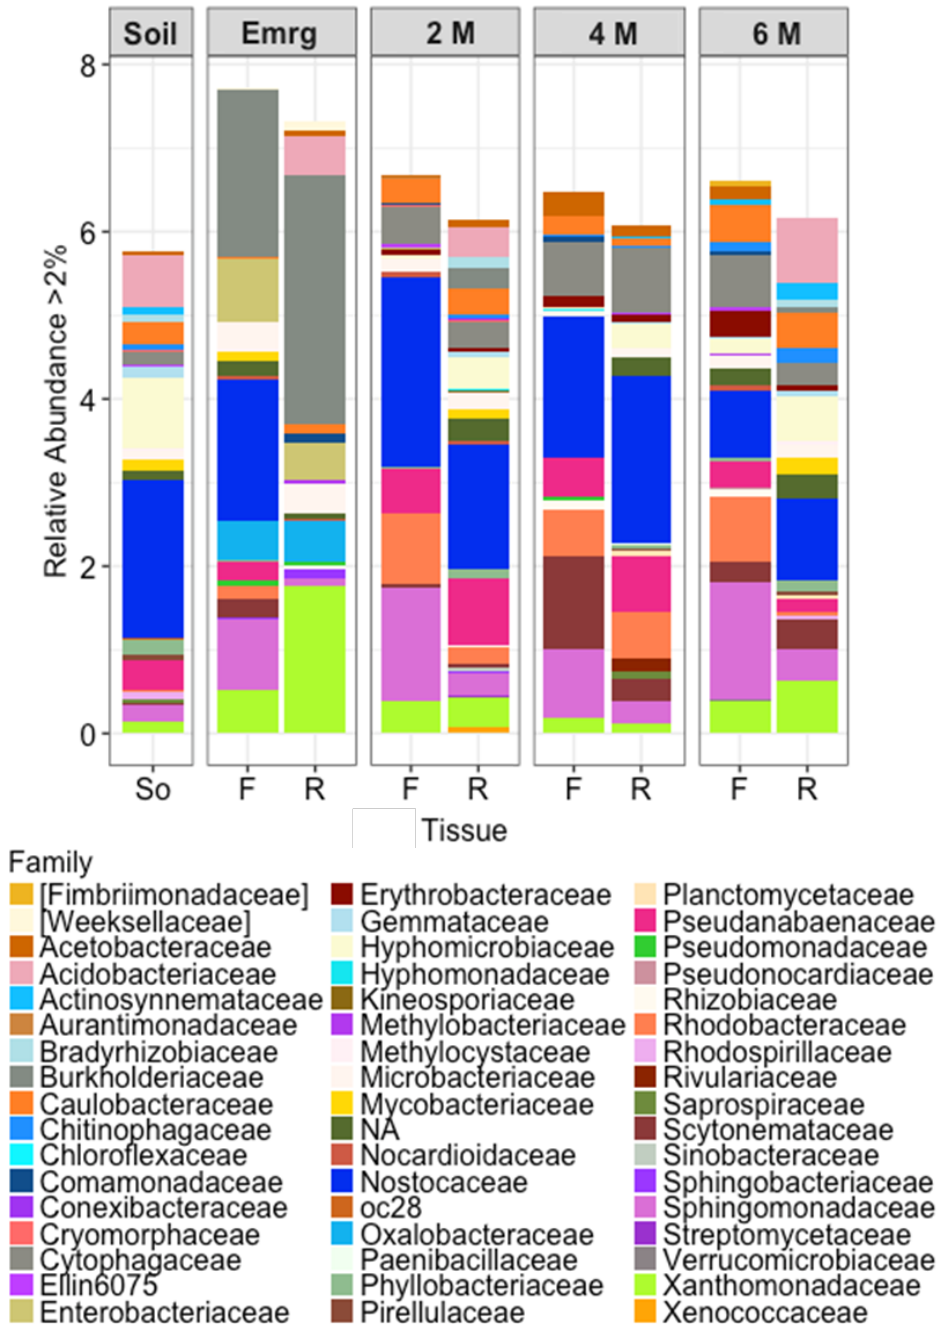 Soil Emrg 2 M 4 M 6 M
8
6
4
2
0
Relative Abundance >2%
So F R F R F R F R
Tissue
Family
[Fimbriimonadaceae] Erythrobacteraceae Planctomycetaceae
[Weeksellaceae] Gemmataceae Pseudanabaenaceae
Acetobacteraceae Hyphomicrobiaceae Pseudomonadaceae
Acidobacteriaceae Hyphomonadaceae Pseudonocardiaceae
Actinosynnemataceae Kineosporiaceae Rhizobiaceae
Aurantimonadaceae Methylobacteriaceae Rhodobacteraceae
Bradyrhizobiaceae Methylocystaceae Rhodospirillaceae
Burkholderiaceae Microbacteriaceae Rivulariaceae
Caulobacteraceae Mycobacteriaceae Saprospiraceae
Chitinophagaceae NA Scytonemataceae
Chloroflexaceae Nocardioidaceae Sinobacteraceae
Comamonadaceae Nostocaceae Sphingobacteriaceae
Conexibacteraceae oc28 Sphingomonadaceae
Cryomorphaceae Oxalobacteraceae Streptomycetaceae
Cytophagaceae Paenibacillaceae Verrucomicrobiaceae
Ellin6075 Phyllobacteriaceae Xanthomonadaceae
Enterobacteriaceae Pirellulaceae Xenococcaceae